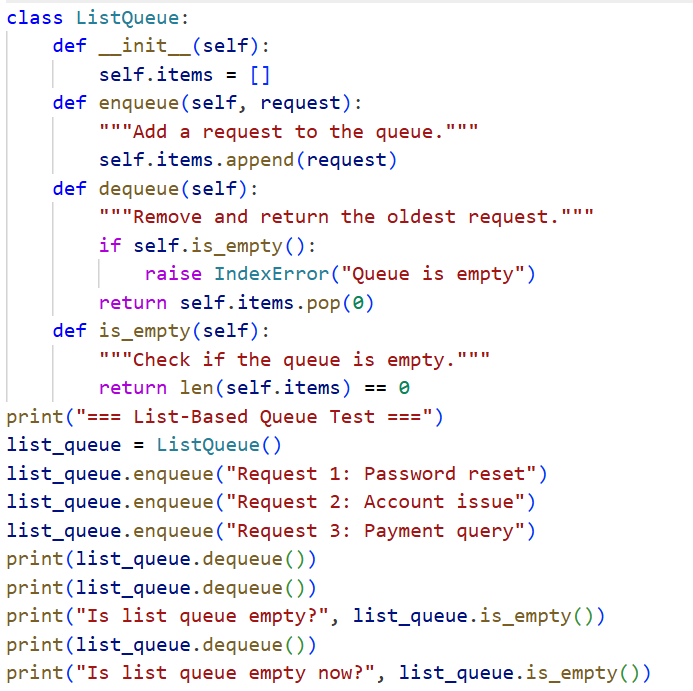 class ListQueue:
    def __init__(self):
        self.items = []
    def enqueue(self, request):
        """Add a request to the queue."""
        self.items.append(request)
    def dequeue(self):
        """Remove and return the oldest request."""
        if self.is_empty():
            raise IndexError("Queue is empty")
        return self.items.pop(0)
    def is_empty(self):
        """Check if the queue is empty."""
        return len(self.items) == 0
print("=== List-Based Queue Test ===")
list_queue = ListQueue()
list_queue.enqueue("Request 1: Password reset")
list_queue.enqueue("Request 2: Account issue")
list_queue.enqueue("Request 3: Payment query")
print(list_queue.dequeue())
print(list_queue.dequeue())
print("Is list queue empty?", list_queue.is_empty())
print(list_queue.dequeue())
print("Is list queue empty now?", list_queue.is_empty())